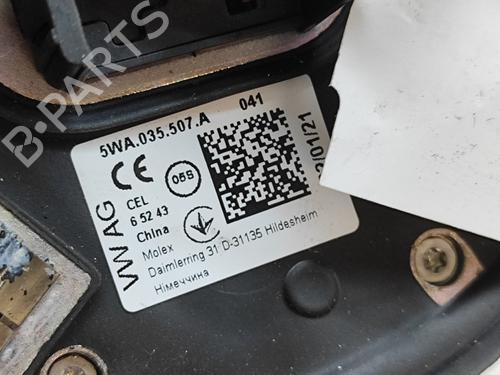 B-PARTS
5WA.035.507.A 041
CE 05S
CEL
6 52 43
China
Molex
Daimlerring 31 D-31135 Hildesheim
Німеччина
VW AG
/01/21